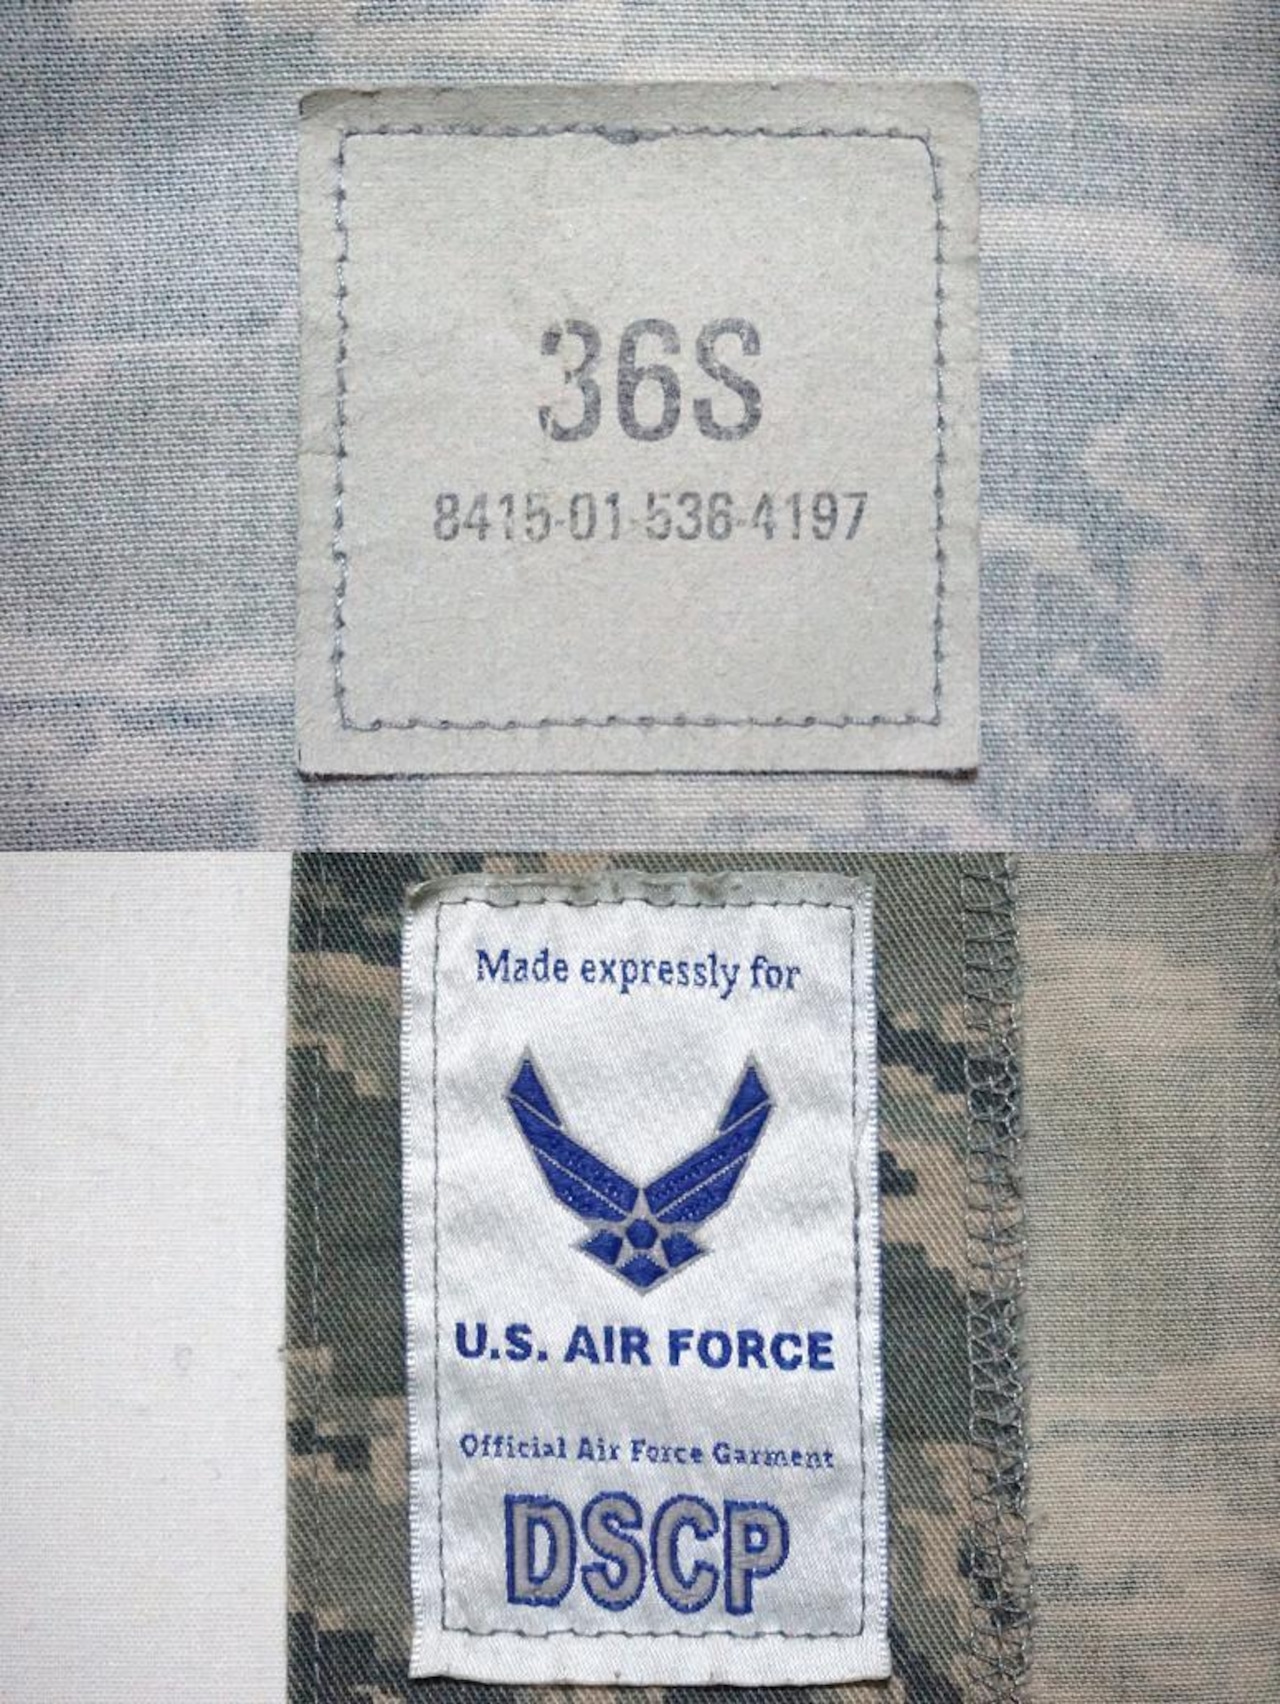 36S
8415-01-536-4197
Made expressly for
U.S. AIR FORCE
Official Air Force Garment
DSCP